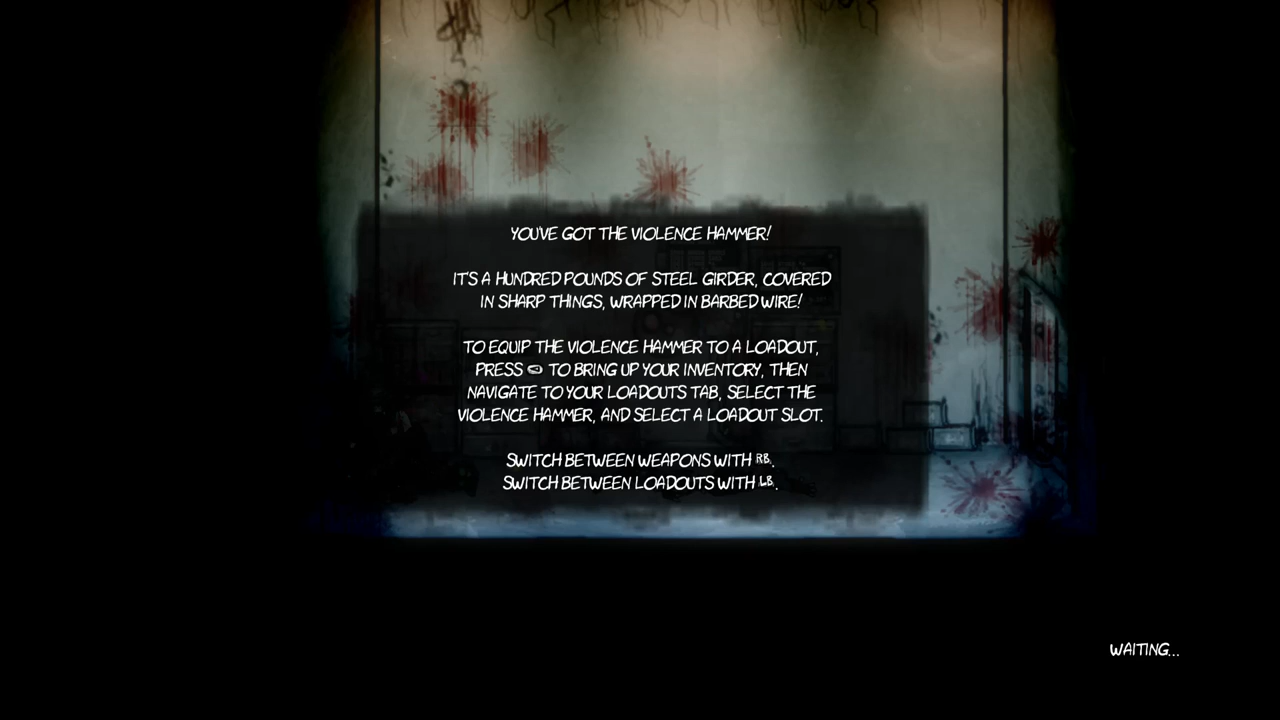 YOU'VE GOT THE VIOLENCE HAMMER!
IT'S A HUNDRED POUNDS OF STEEL GIRDER, COVERED
IN SHARP THINGS, WRAPPED IN BARBED WIRE!
TO EQUIP THE VIOLENCE HAMMER TO A LOADOUT,
PRESS TO BRING UP YOUR INVENTORY, THEN
NAVIGATE TO YOUR LOADOUTS TAB, SELECT THE
VIOLENCE HAMMER, AND SELECT A LOADOUT SLOT.
SWITCH BETWEEN WEAPONS WITH RB.
SWITCH BETWEEN LOADOUTS WITH LB.
WAITING...